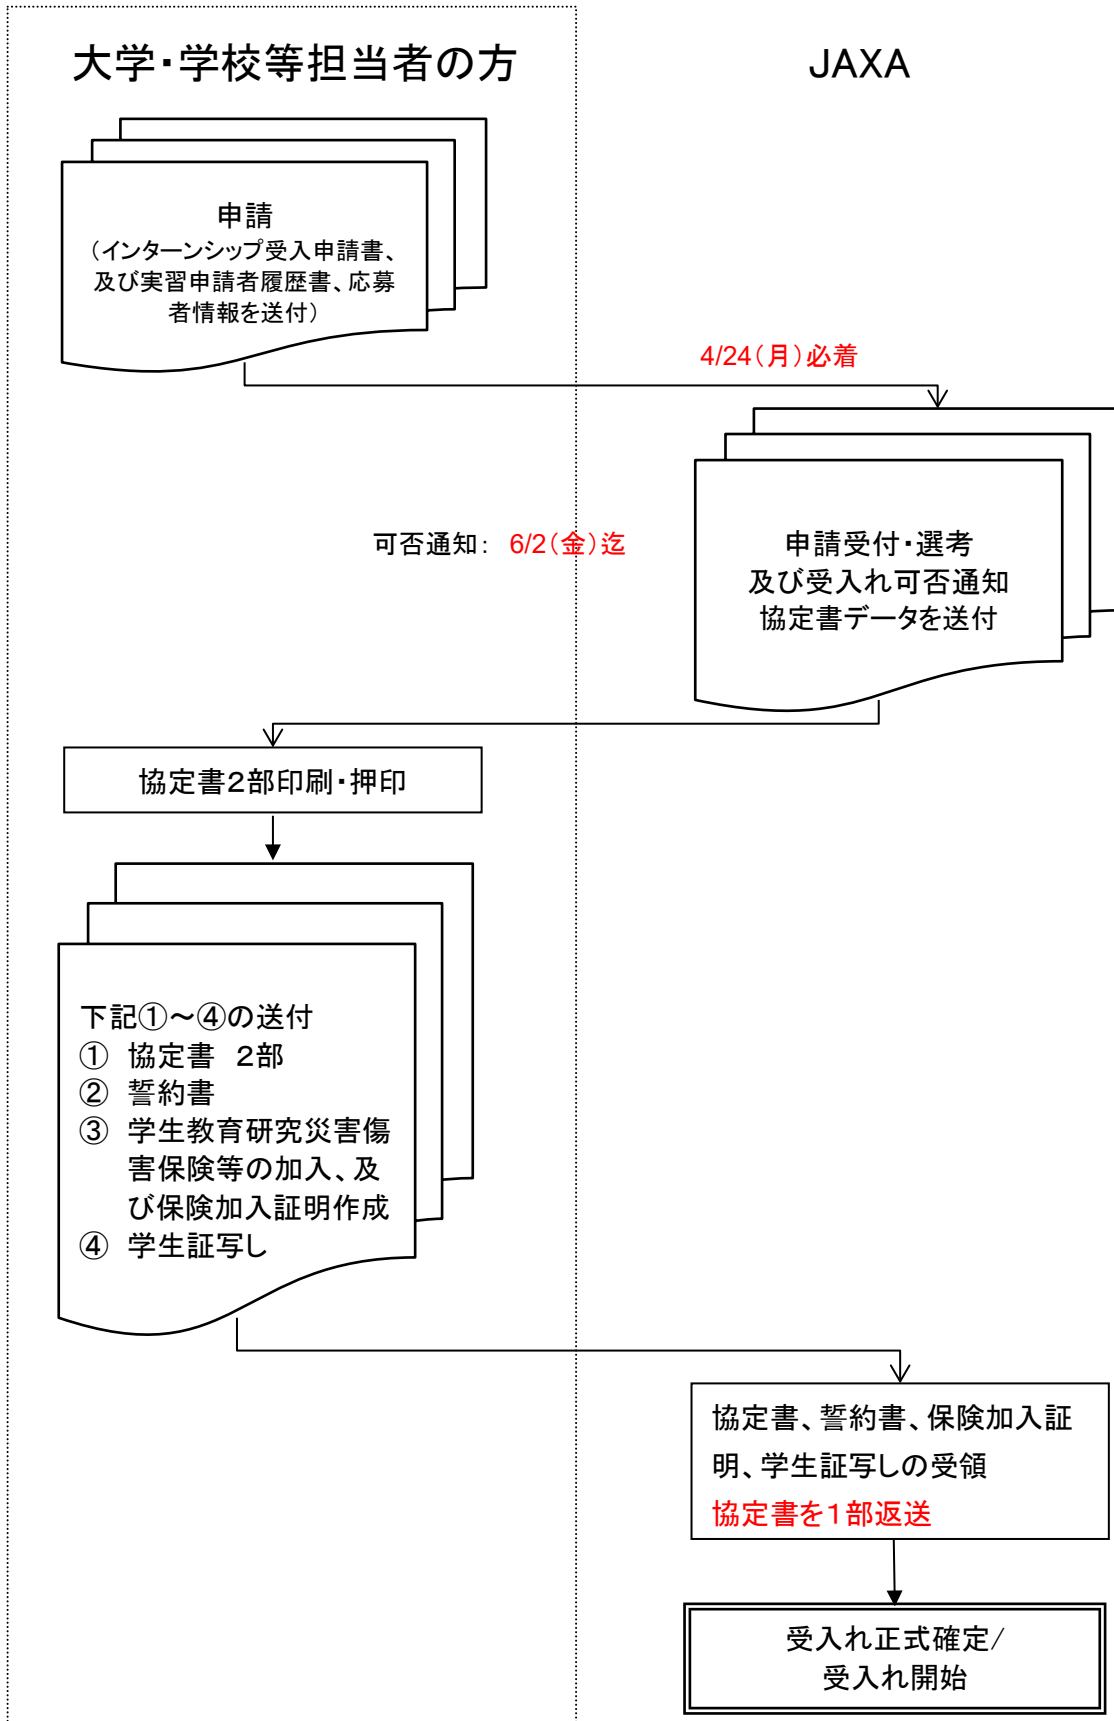 大学・学校等担当者の方
JAXA
申請
(インターンシップ受入申請書、
及び実習申請者履歴書、応募
者情報を送付)
4/24(月)必着
可否通知: 6/2(金)迄
申請受付・選考
及び受入れ可否通知
協定書データを送付
協定書2部印刷・押印
下記①～④の送付
① 協定書 2部
② 誓約書
③ 学生教育研究災害傷
害保険等の加入、及
び保険加入証明作成
④ 学生証写し
協定書、誓約書、保険加入証
明、学生証写しの受領
協定書を1部返送
受入れ正式確定/
受入れ開始